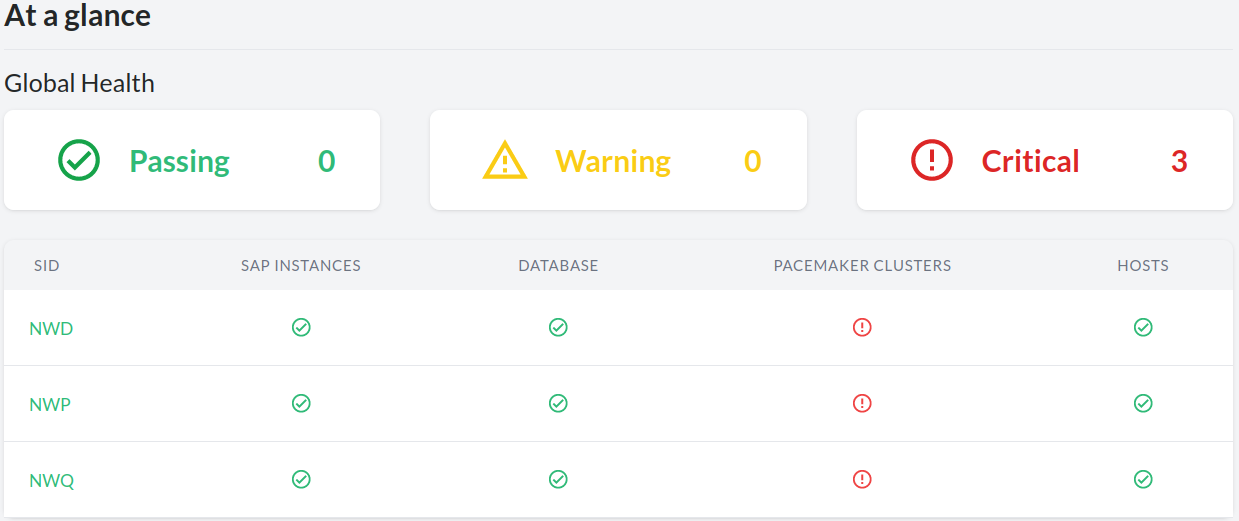 At a glance
Global Health
Passing 0
Warning 0
Critical 3
SID SAP INSTANCES DATABASE PACEMAKER CLUSTERS HOSTS
NWD
NWP
NWQ